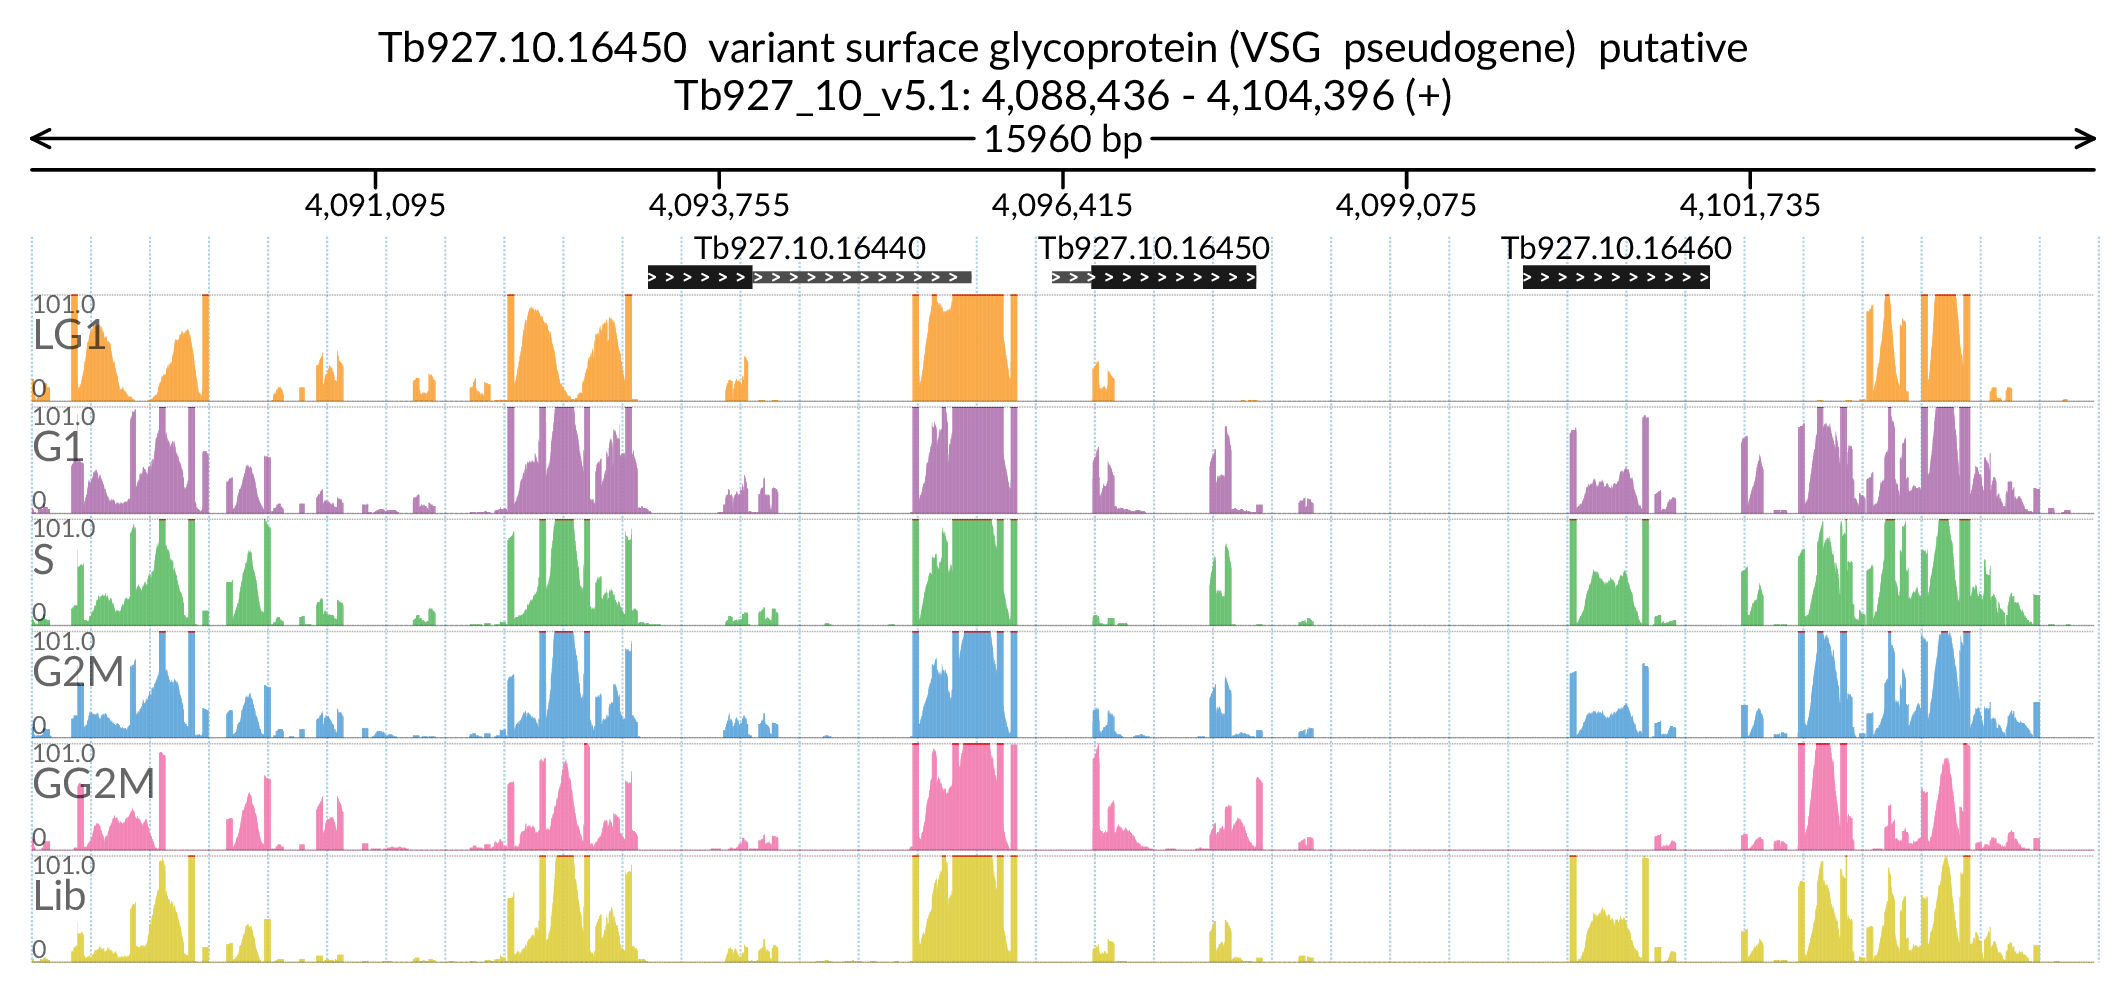 Tb927.10.16450 variant surface glycoprotein (VSG pseudogene) putative
Tb927_10_v5.1: 4,088,436 - 4,104,396 (+)
15960 bp
4,091,095 4,093,755 4,096,415 4,099,075 4,101,735
Tb927.10.16440 Tb927.10.16450 Tb927.10.16460
101.0
LG1
0
101.0
G1
0
101.0
S
0
101.0
G2M
0
101.0
GG2M
0
101.0
Lib
0